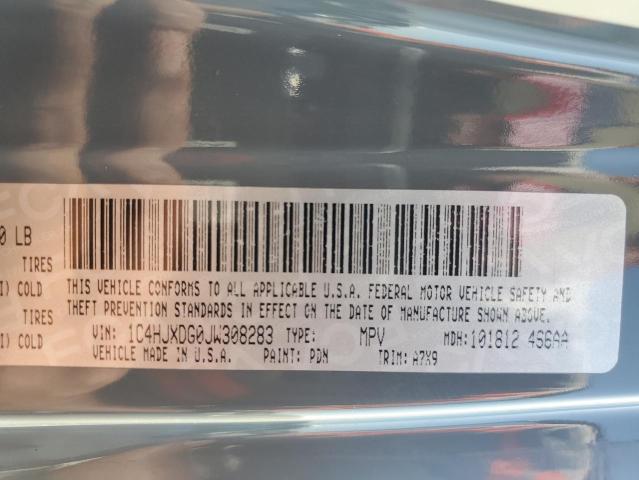 0 LB
TIRES
I) COLD
TIRES
I) COLD
THIS VEHICLE CONFORMS TO ALL APPLICABLE U.S.A. FEDERAL MOTOR VEHICLE SAFETY AND
THEFT PREVENTION STANDARDS IN EFFECT ON THE DATE OF MANUFACTURE SHOWN ABOVE.
VIN: 1C4HJXDG0JW308283 TYPE: MPV MDH:101812 4S6AA
VEHICLE MADE IN U.S.A. PAINT: PDN TRIM: A7X9